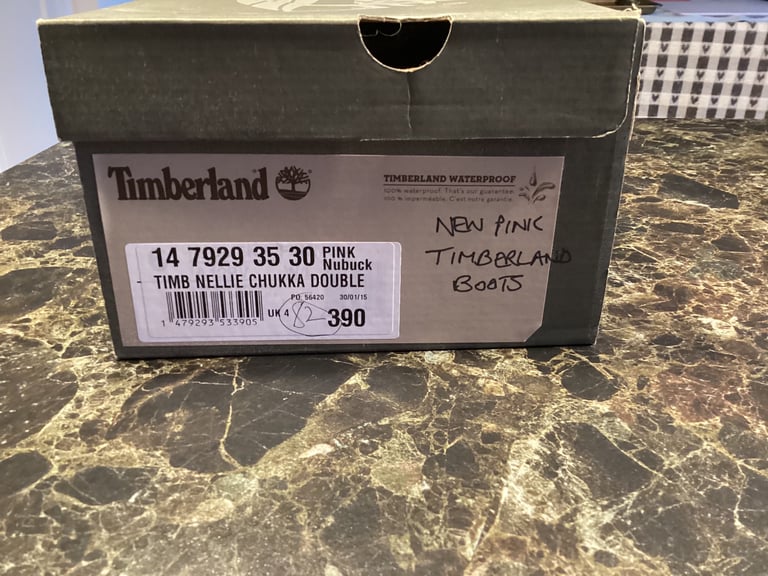 Timberland
TIMBERLAND WATERPROOF
100% waterproof. That's our guarantee.
100% imperméable. C'est notre garantie.
NEW PINK
TIMBERLAND
BOOTS
14 7929 35 30 PINK
Nubuck
TIMB NELLIE CHUKKA DOUBLE
PO 56420 30/01/15
UK 4 82 390
1 479293 533905